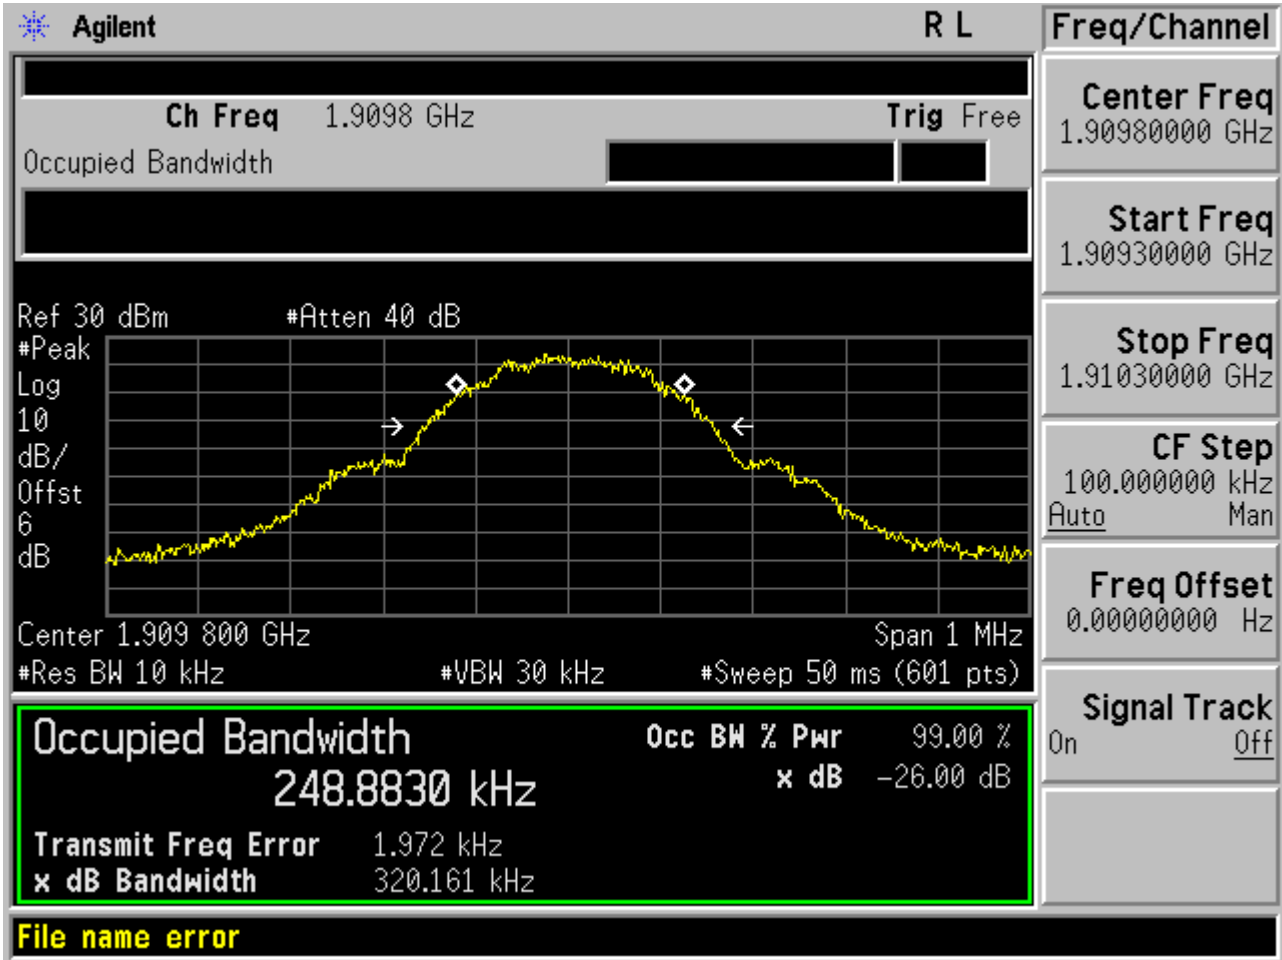 Agilent
R L
Freq/Channel
Ch Freq 1.9098 GHz
Trig Free
Occupied Bandwidth
Center Freq
1.90980000 GHz
Start Freq
1.90930000 GHz
Stop Freq
1.91030000 GHz
CF Step
100.000000 kHz
Auto Man
Freq Offset
0.00000000 Hz
Signal Track
On Off
Ref 30 dBm #Atten 40 dB
#Peak
Log
10
dB/
Offst
6
dB
Center 1.909 800 GHz Span 1 MHz
#Res BW 10 kHz #VBW 30 kHz #Sweep 50 ms (601 pts)
Occupied Bandwidth
248.8830 kHz
Occ BW % Pwr 99.00 %
x dB -26.00 dB
Transmit Freq Error 1.972 kHz
x dB Bandwidth 320.161 kHz
File name error